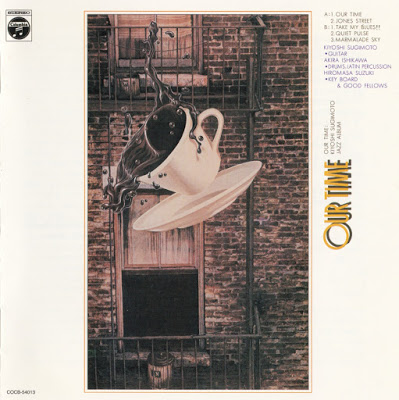 STEREO
Columbia
A:1.OUR TIME
2.JONES STREET
B:1.TAKE MY BLUES!!!
2.QUIET PULSE
3.MARMALADE SKY
KIYOSHI SUGIMOTO
•GUITAR
AKIRA ISHIKAWA
•DRUMS, LATIN PERCUSSION
HIROMASA SUZUKI
•KEY BOARD
& GOOD FELLOWS
OUR TIME:
KIYOSHI SUGIMOTO
JAZZ ALBUM
OUR TIME
COCB-54013